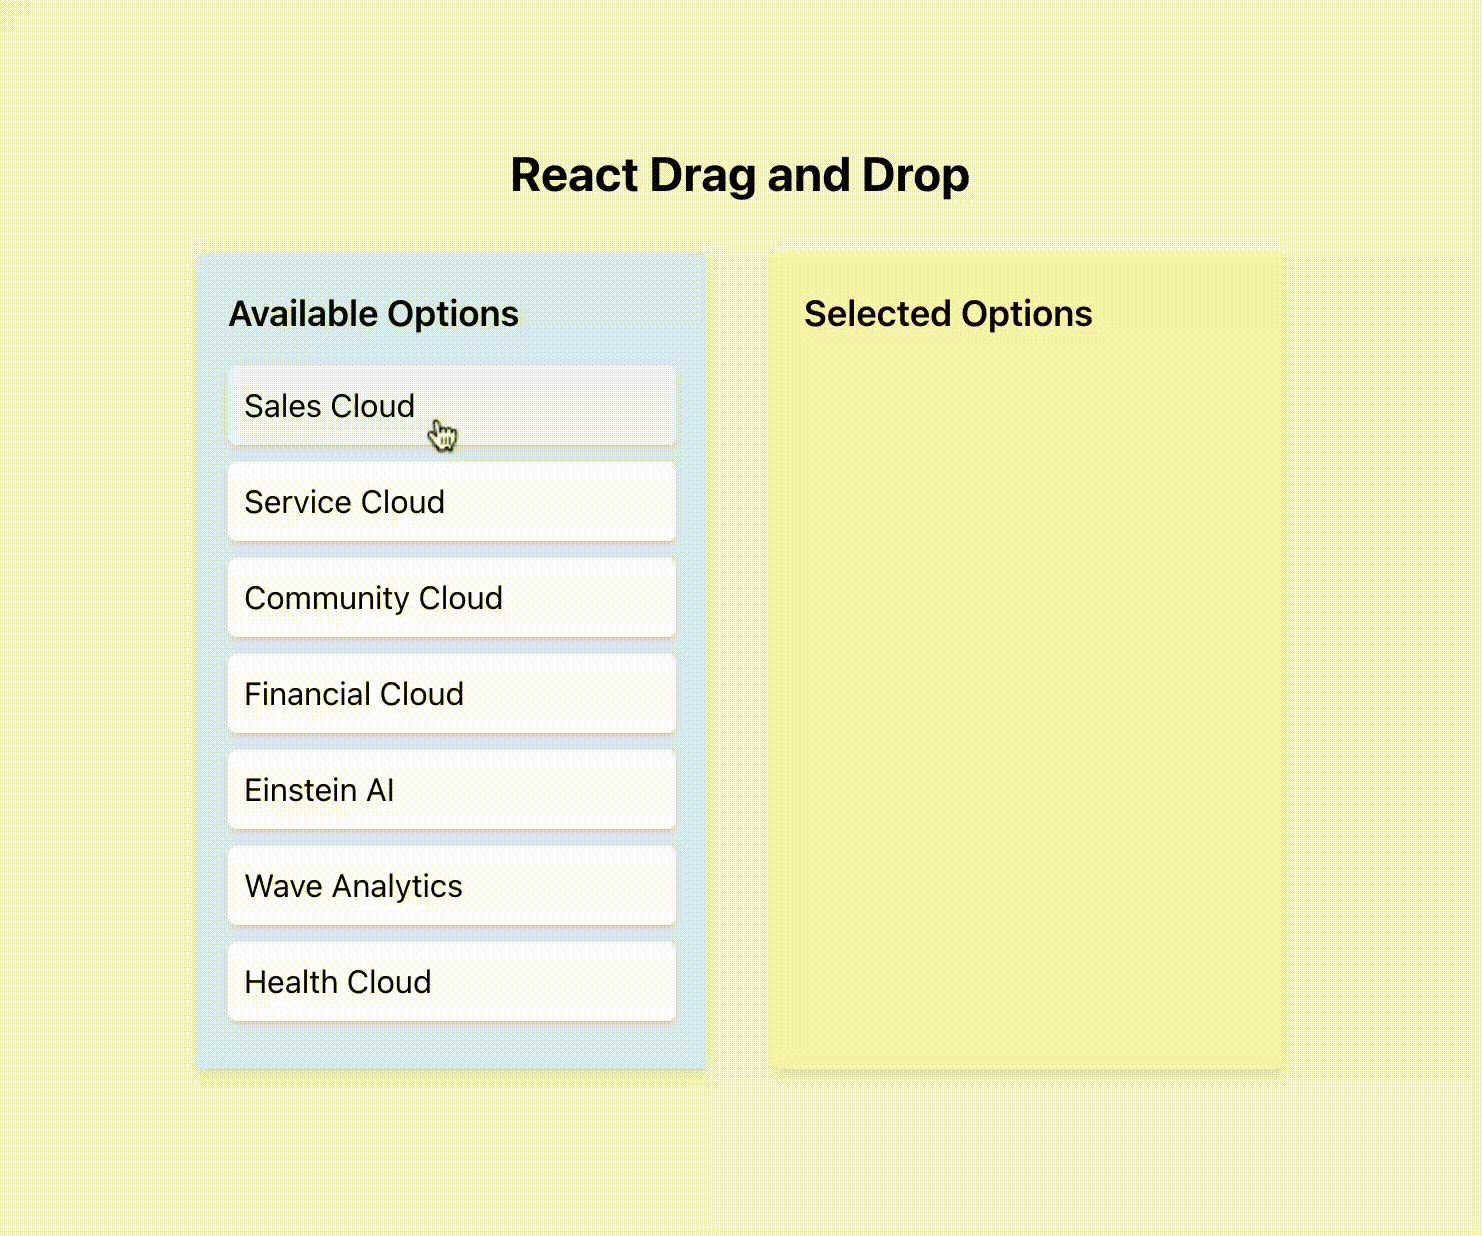 React Drag and Drop
Available Options
Sales Cloud
Service Cloud
Community Cloud
Financial Cloud
Einstein AI
Wave Analytics
Health Cloud
Selected Options